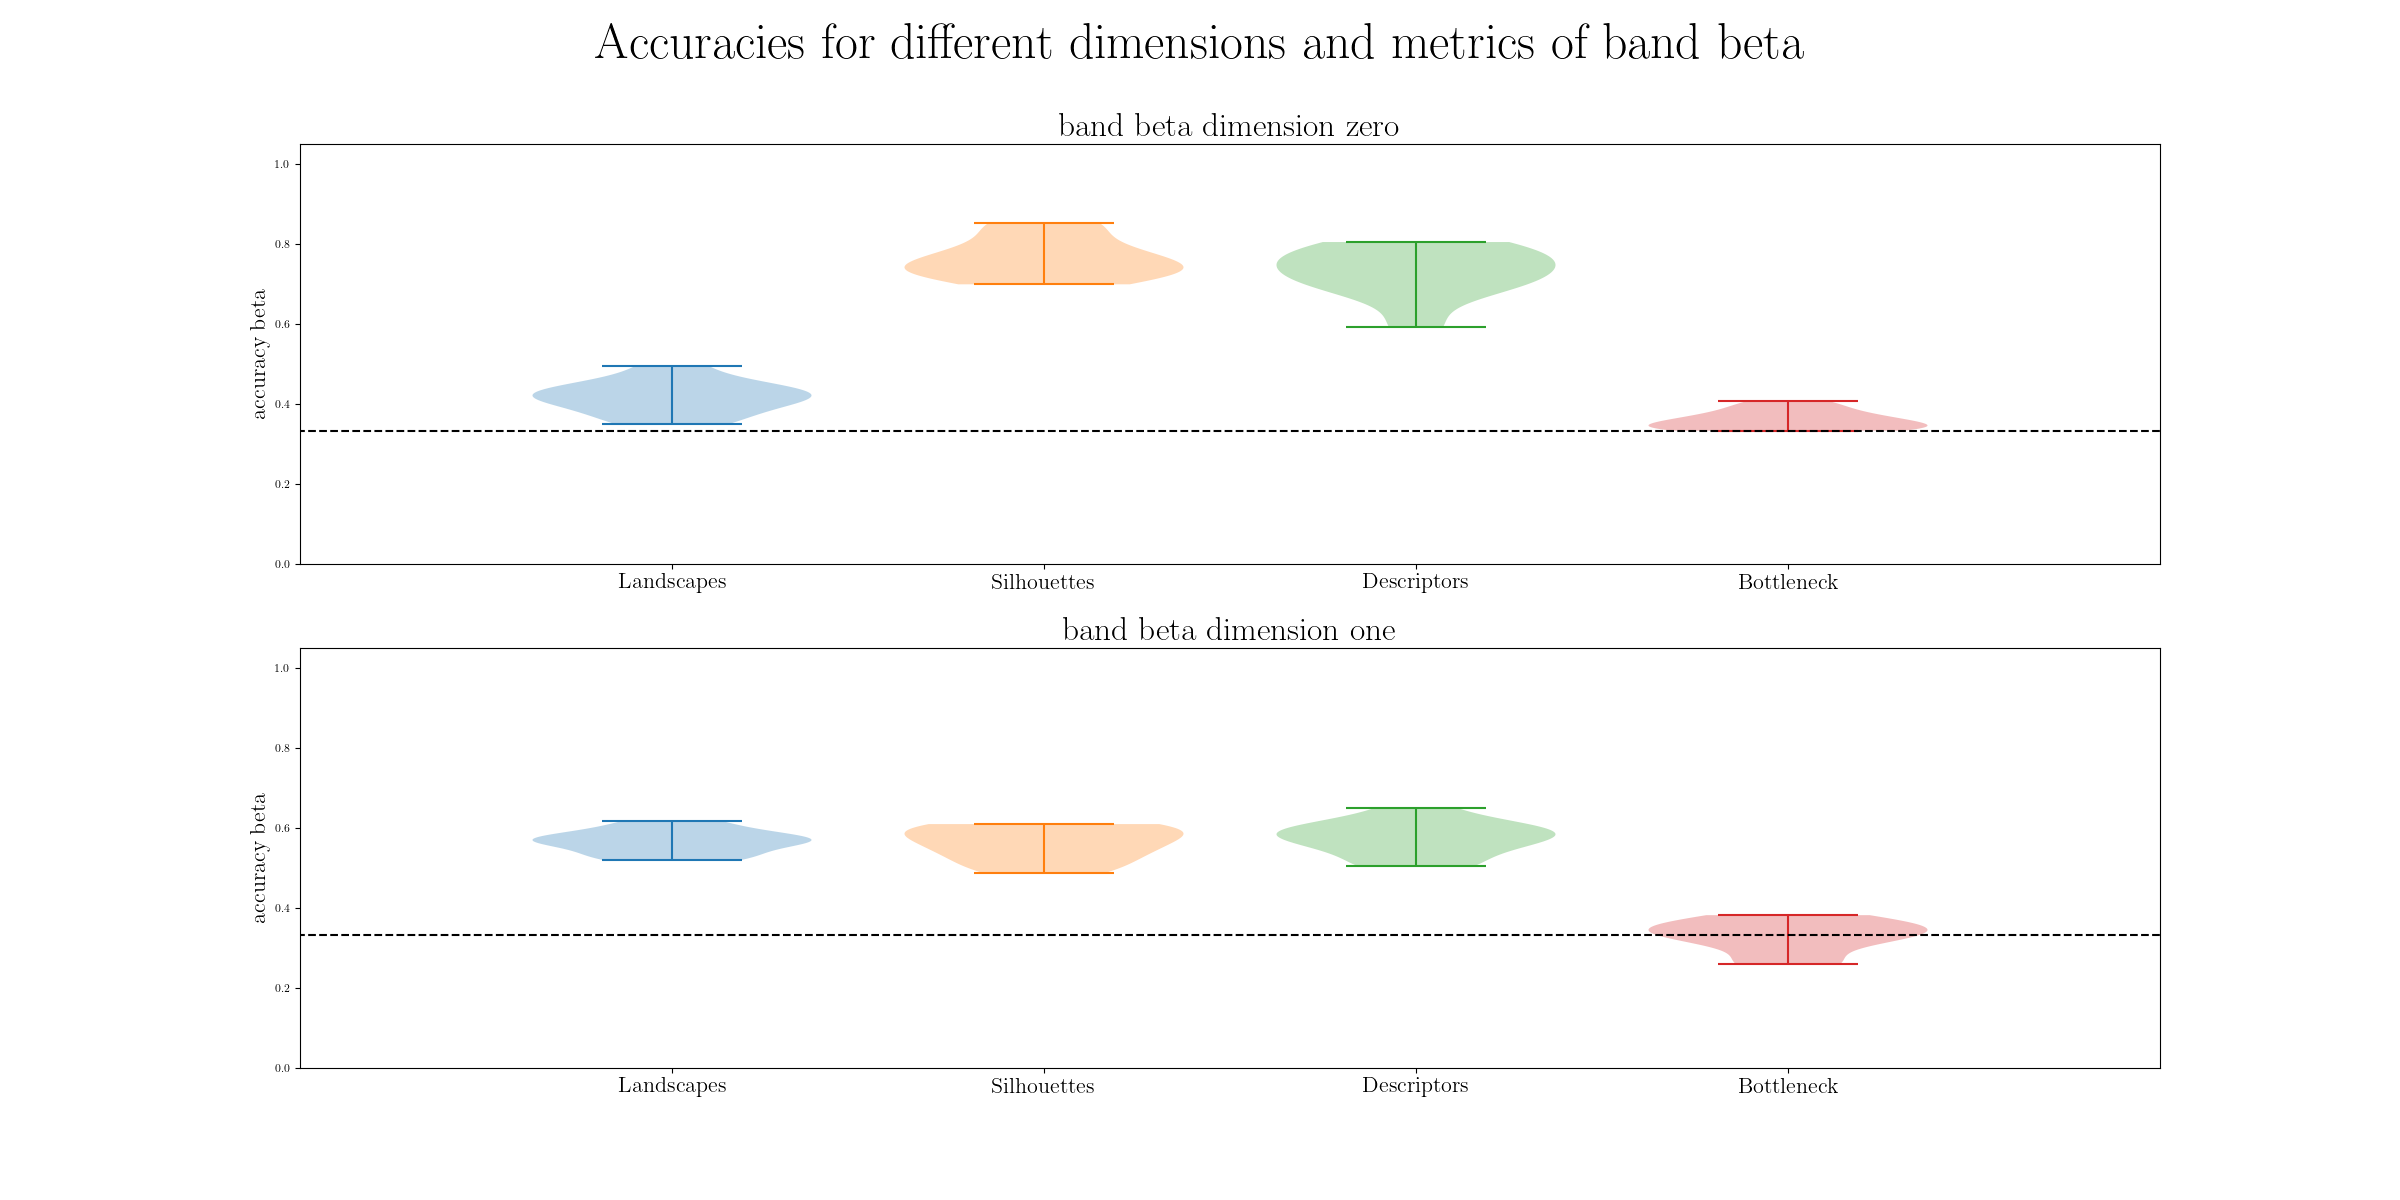 Accuracies for different dimensions and metrics of band beta
band beta dimension zero
accuracy beta
1.0
0.8
0.6
0.4
0.2
0.0
Landscapes Silhouettes Descriptors Bottleneck
band beta dimension one
accuracy beta
1.0
0.8
0.6
0.4
0.2
0.0
Landscapes Silhouettes Descriptors Bottleneck